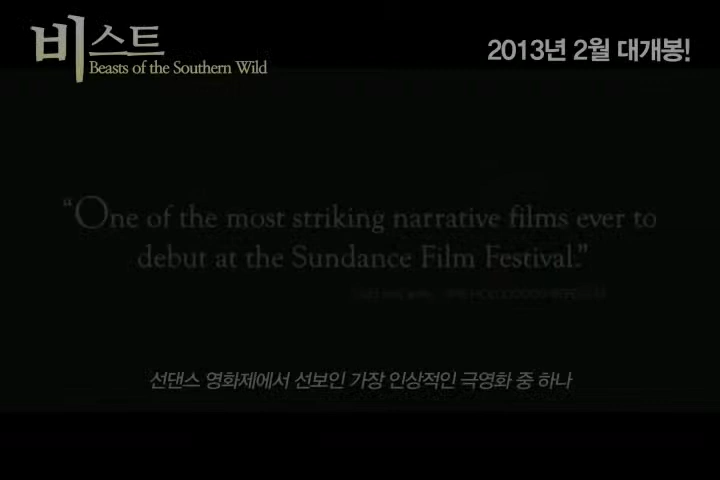 비스트
Beasts of the Southern Wild
2013년 2월 대개봉!
“One of the most striking narrative films ever to
debut at the Sundance Film Festival.”
선댄스 영화제에서 선보인 가장 인상적인 극영화 중 하나